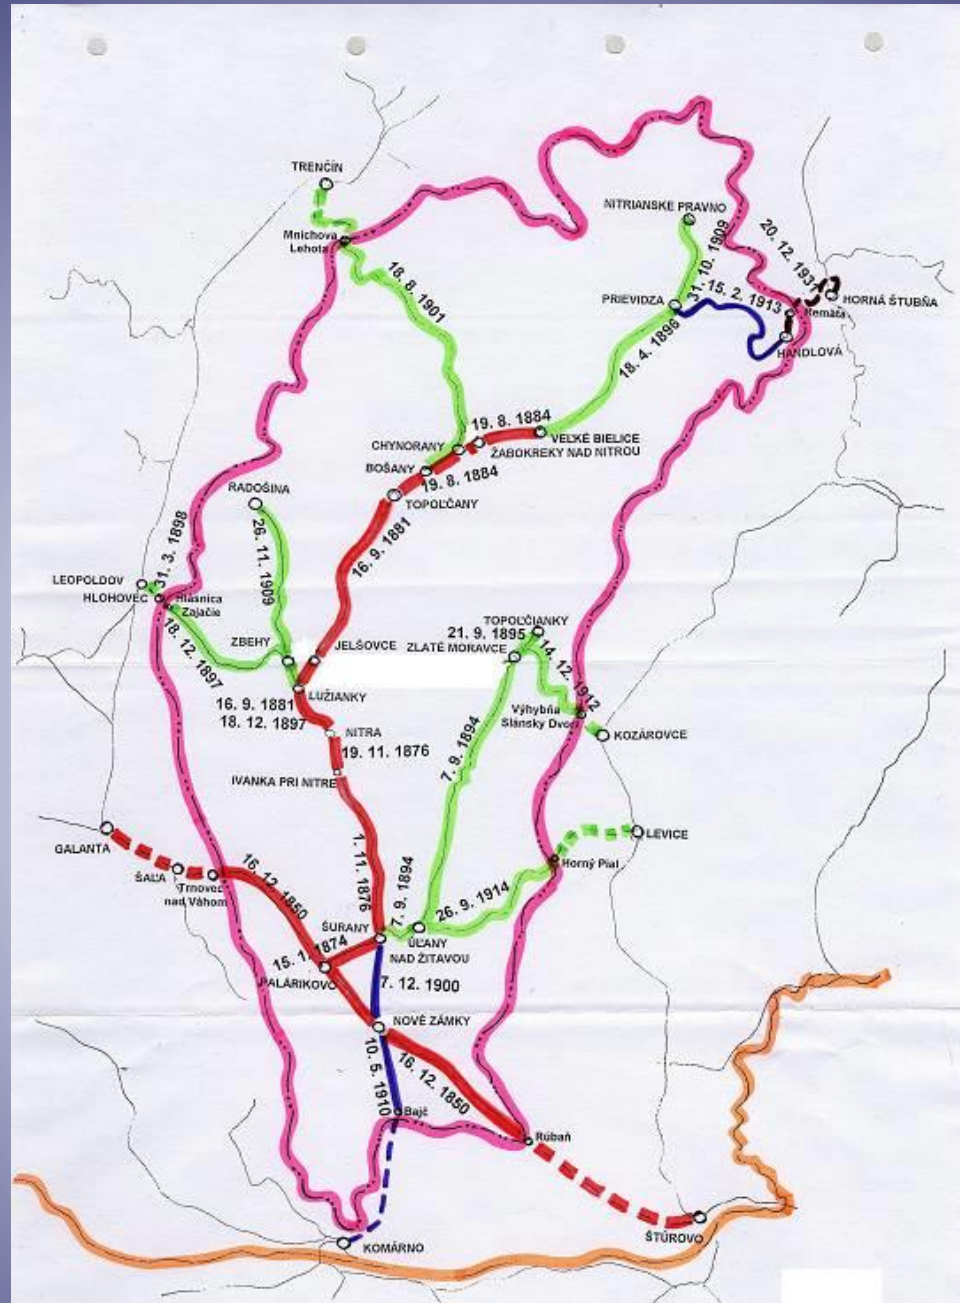 TRENČÍN
Mnichova
Lehota
NITRIANSKE PRAVNO
20. 12. 1931
31. 10. 1909
15. 2. 1913
PRIEVIDZA
HORNÁ ŠTUBŇA
Remata
HANDLOVÁ
18. 8. 1901
18. 4. 1896
19. 8. 1884
VEĽKÉ BIELICE
CHYNORANY
ŽABOKREKY NAD NITROU
BOŠANY
19. 8. 1884
TOPOĽČANY
RADOŠINA
16. 9. 1881
26. 11. 1909
31. 3. 1898
LEOPOLDOV
HLOHOVEC
Hlásnica
Zajačie
18. 12. 1897
ZBEHY
JELŠOVCE
TOPOĽČIANKY
21. 9. 1895
ZLATÉ MORAVCE
14. 12. 1912
LUŽIANKY
16. 9. 1881
18. 12. 1897
Výhybňa
Slánsky Dvor
NITRA
KOZÁROVCE
19. 11. 1876
IVANKA PRI NITRE
7. 9. 1894
GALANTA
LEVICE
1. 11. 1876
Horný Pial
ŠAĽA
Trnovec
nad Váhom
16. 12. 1850
7. 9. 1894
26. 9. 1914
ŠURANY
ÚĽANY
NAD ŽITAVOU
15. 1. 1874
PALÁRIKOVO
7. 12. 1900
NOVÉ ZÁMKY
10. 5. 1910
16. 12. 1850
Bajč
Rúbaň
ŠTÚROVO
KOMÁRNO